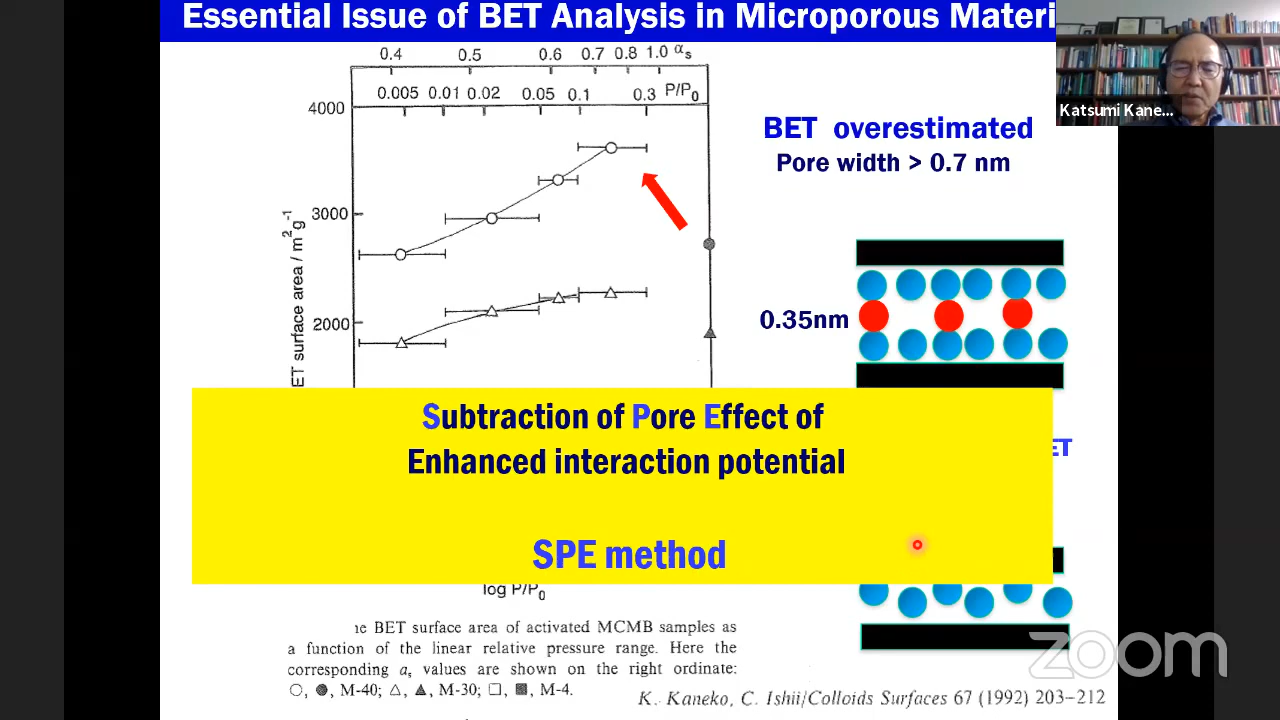 Essential Issue of BET Analysis in Microporous Materi
Katsumi Kane...
0.4 0.5 0.6 0.7 0.8 1.0 αs
0.005 0.01 0.02 0.05 0.1 0.3 P/P₀
4000
3000
2000
ET surface area / m² g⁻¹
BET overestimated
Pore width > 0.7 nm
0.35nm
ET
Subtraction of Pore Effect of
Enhanced interaction potential
SPE method
log P/P₀
BET surface area of activated MCMB samples as
a function of the linear relative pressure range. Here the
corresponding αs values are shown on the right ordinate:
○, ●, M-40; △, ▲, M-30; □, ■, M-4.
K. Kaneko, C. Ishii/Colloids Surfaces 67 (1992) 203–212
zoom